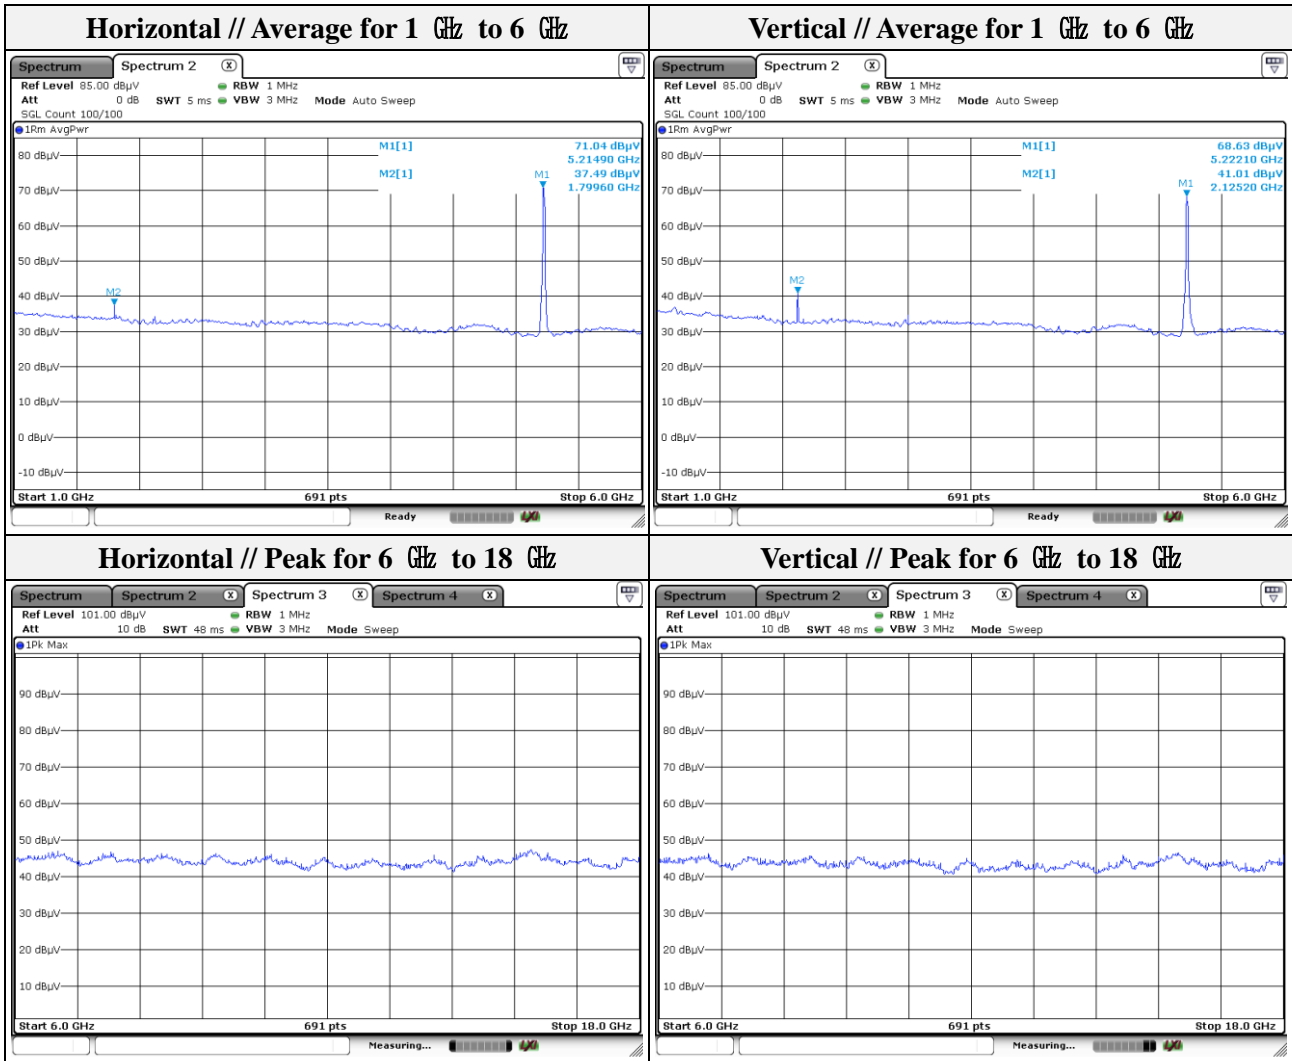 Horizontal // Average for 1 ㎓ to 6 ㎓
Spectrum Spectrum 2 X
Ref Level 85.00 dBµV RBW 1 MHz
Att 0 dB SWT 5 ms VBW 3 MHz Mode Auto Sweep
SGL Count 100/100
1Rm AvgPwr
M1[1] 71.04 dBµV
5.21490 GHz
M2[1] 37.49 dBµV
1.79960 GHz
80 dBµV
70 dBµV
60 dBµV
50 dBµV
40 dBµV
30 dBµV
20 dBµV
10 dBµV
0 dBµV
-10 dBµV
M1
M2
Start 1.0 GHz 691 pts Stop 6.0 GHz
Ready LXI
Vertical // Average for 1 ㎓ to 6 ㎓
Spectrum Spectrum 2 X
Ref Level 85.00 dBµV RBW 1 MHz
Att 0 dB SWT 5 ms VBW 3 MHz Mode Auto Sweep
SGL Count 100/100
1Rm AvgPwr
M1[1] 68.63 dBµV
5.22210 GHz
M2[1] 41.01 dBµV
2.12520 GHz
80 dBµV
70 dBµV
60 dBµV
50 dBµV
40 dBµV
30 dBµV
20 dBµV
10 dBµV
0 dBµV
-10 dBµV
M1
M2
Start 1.0 GHz 691 pts Stop 6.0 GHz
Ready LXI
Horizontal // Peak for 6 ㎓ to 18 ㎓
Spectrum Spectrum 2 X Spectrum 3 X Spectrum 4 X
Ref Level 101.00 dBµV RBW 1 MHz
Att 10 dB SWT 48 ms VBW 3 MHz Mode Sweep
1Pk Max
90 dBµV
80 dBµV
70 dBµV
60 dBµV
50 dBµV
40 dBµV
30 dBµV
20 dBµV
10 dBµV
Start 6.0 GHz 691 pts Stop 18.0 GHz
Measuring... LXI
Vertical // Peak for 6 ㎓ to 18 ㎓
Spectrum Spectrum 2 X Spectrum 3 X Spectrum 4 X
Ref Level 101.00 dBµV RBW 1 MHz
Att 10 dB SWT 48 ms VBW 3 MHz Mode Sweep
1Pk Max
90 dBµV
80 dBµV
70 dBµV
60 dBµV
50 dBµV
40 dBµV
30 dBµV
20 dBµV
10 dBµV
Start 6.0 GHz 691 pts Stop 18.0 GHz
Measuring... LXI